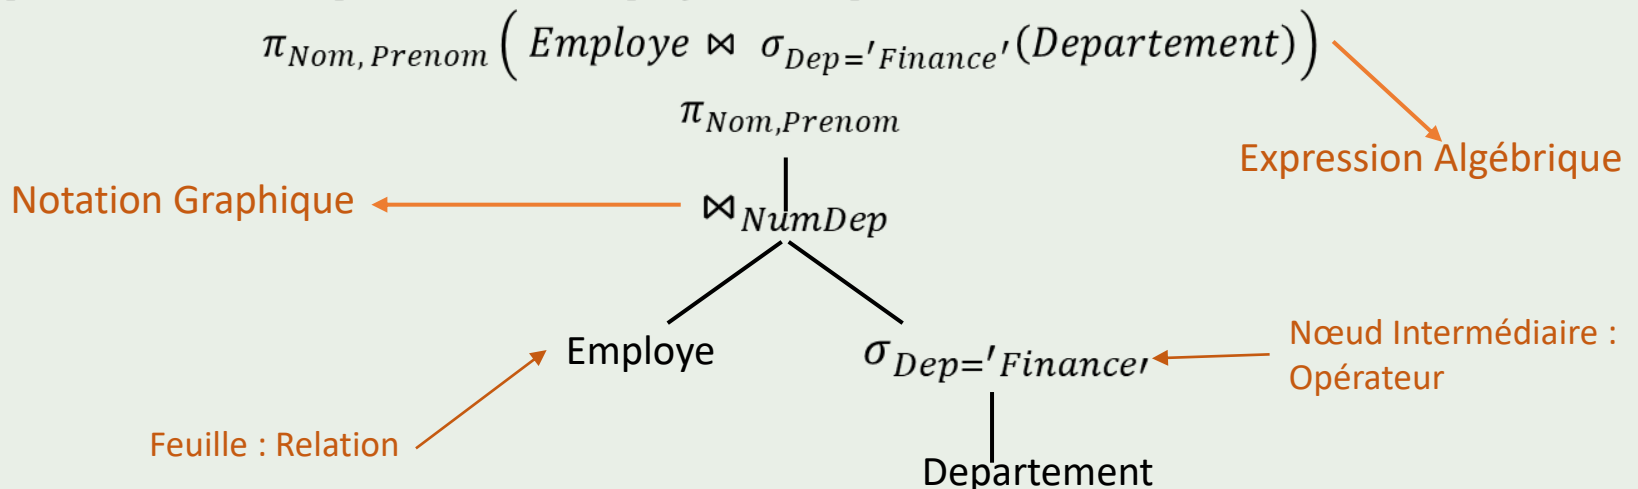 π_{Nom, Prenom} ( Employe ⋈ σ_{Dep='Finance'}(Departement) )
π_{Nom,Prenom}
Expression Algébrique
Notation Graphique
⋈_{NumDep}
Employe
σ_{Dep='Finance'}
Nœud Intermédiaire :
Opérateur
Feuille : Relation
Departement